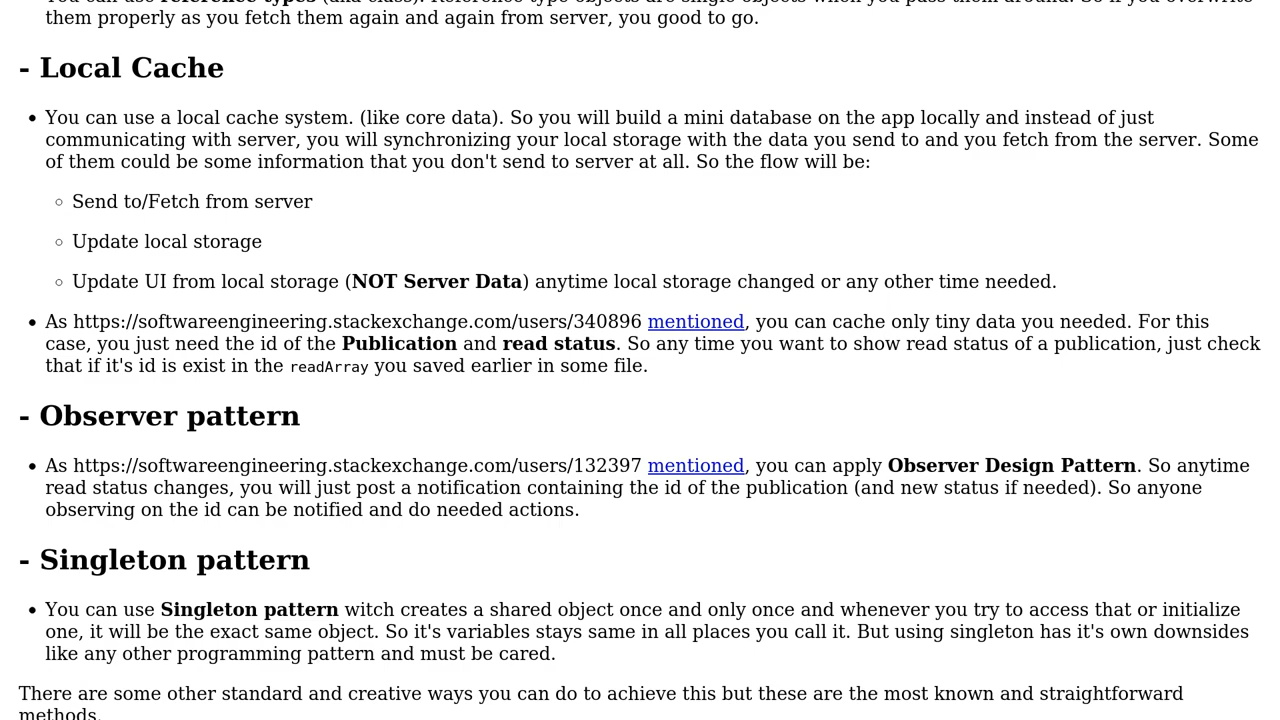 them properly as you fetch them again and again from server, you good to go.
- Local Cache
• You can use a local cache system. (like core data). So you will build a mini database on the app locally and instead of just
communicating with server, you will synchronizing your local storage with the data you send to and you fetch from the server. Some
of them could be some information that you don't send to server at all. So the flow will be:
◦ Send to/Fetch from server
◦ Update local storage
◦ Update UI from local storage (NOT Server Data) anytime local storage changed or any other time needed.
• As https://softwareengineering.stackexchange.com/users/340896 mentioned, you can cache only tiny data you needed. For this
case, you just need the id of the Publication and read status. So any time you want to show read status of a publication, just check
that if it's id is exist in the readArray you saved earlier in some file.
- Observer pattern
• As https://softwareengineering.stackexchange.com/users/132397 mentioned, you can apply Observer Design Pattern. So anytime
read status changes, you will just post a notification containing the id of the publication (and new status if needed). So anyone
observing on the id can be notified and do needed actions.
- Singleton pattern
• You can use Singleton pattern witch creates a shared object once and only once and whenever you try to access that or initialize
one, it will be the exact same object. So it's variables stays same in all places you call it. But using singleton has it's own downsides
like any other programming pattern and must be cared.
There are some other standard and creative ways you can do to achieve this but these are the most known and straightforward
methods.